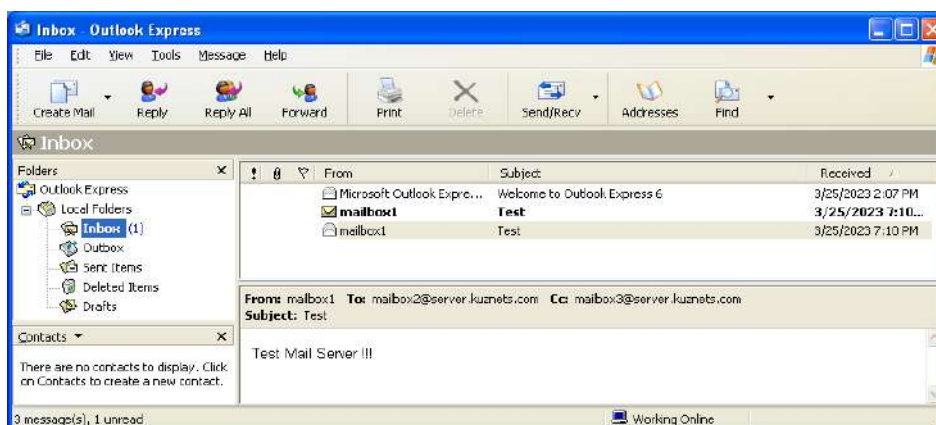 Inbox - Outlook Express
File Edit View Tools Message Help
Create Mail Reply Reply All Forward Print Delete Send/Recv Addresses Find
Inbox
Folders x
Outlook Express
Local Folders
Inbox (1)
Outbox
Sent Items
Deleted Items
Drafts
Contacts x
There are no contacts to display. Click
on Contacts to create a new contact.
! From Subject Received
Microsoft Outlook Expre... Welcome to Outlook Express 6 3/25/2023 2:07 PM
mailbox1 Test 3/25/2023 7:10...
mailbox1 Test 3/25/2023 7:10 PM
From: mailbox1 To: mailbox2@server.kuznets.com Cc: mailbox3@server.kuznets.com
Subject: Test
Test Mail Server !!!
3 message(s), 1 unread Working Online